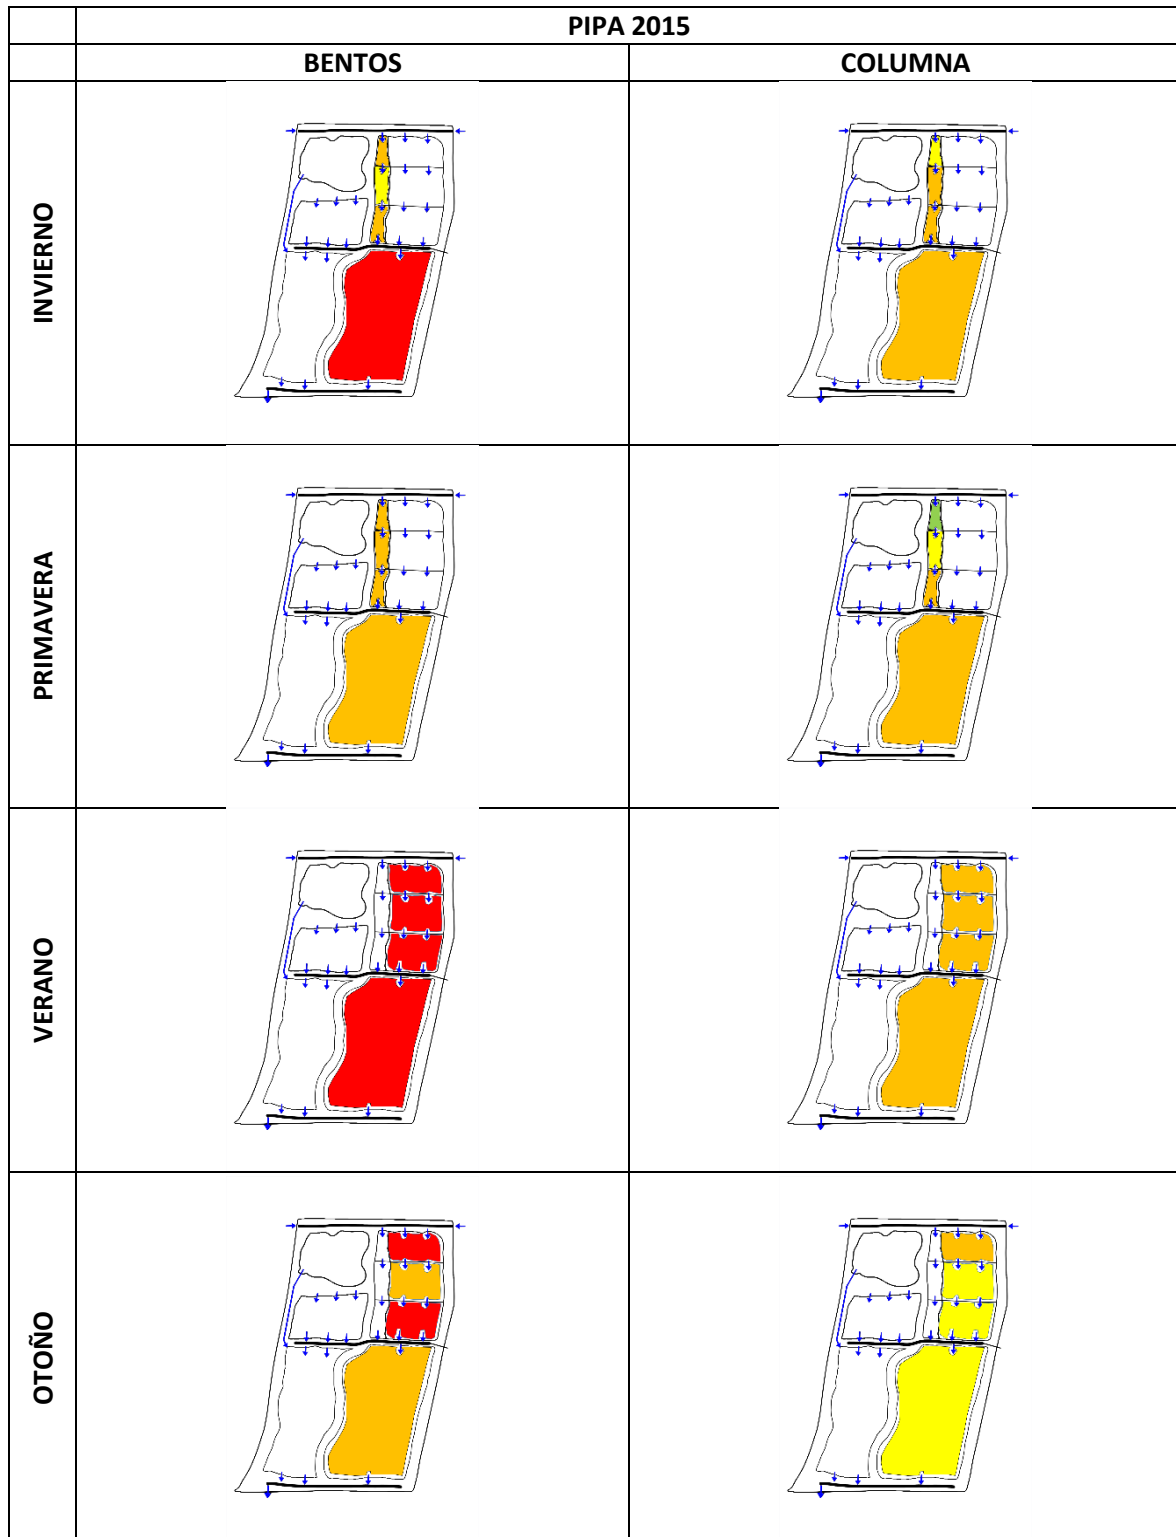 PIPA 2015
BENTOS COLUMNA
INVIERNO
PRIMAVERA
VERANO
OTOÑO